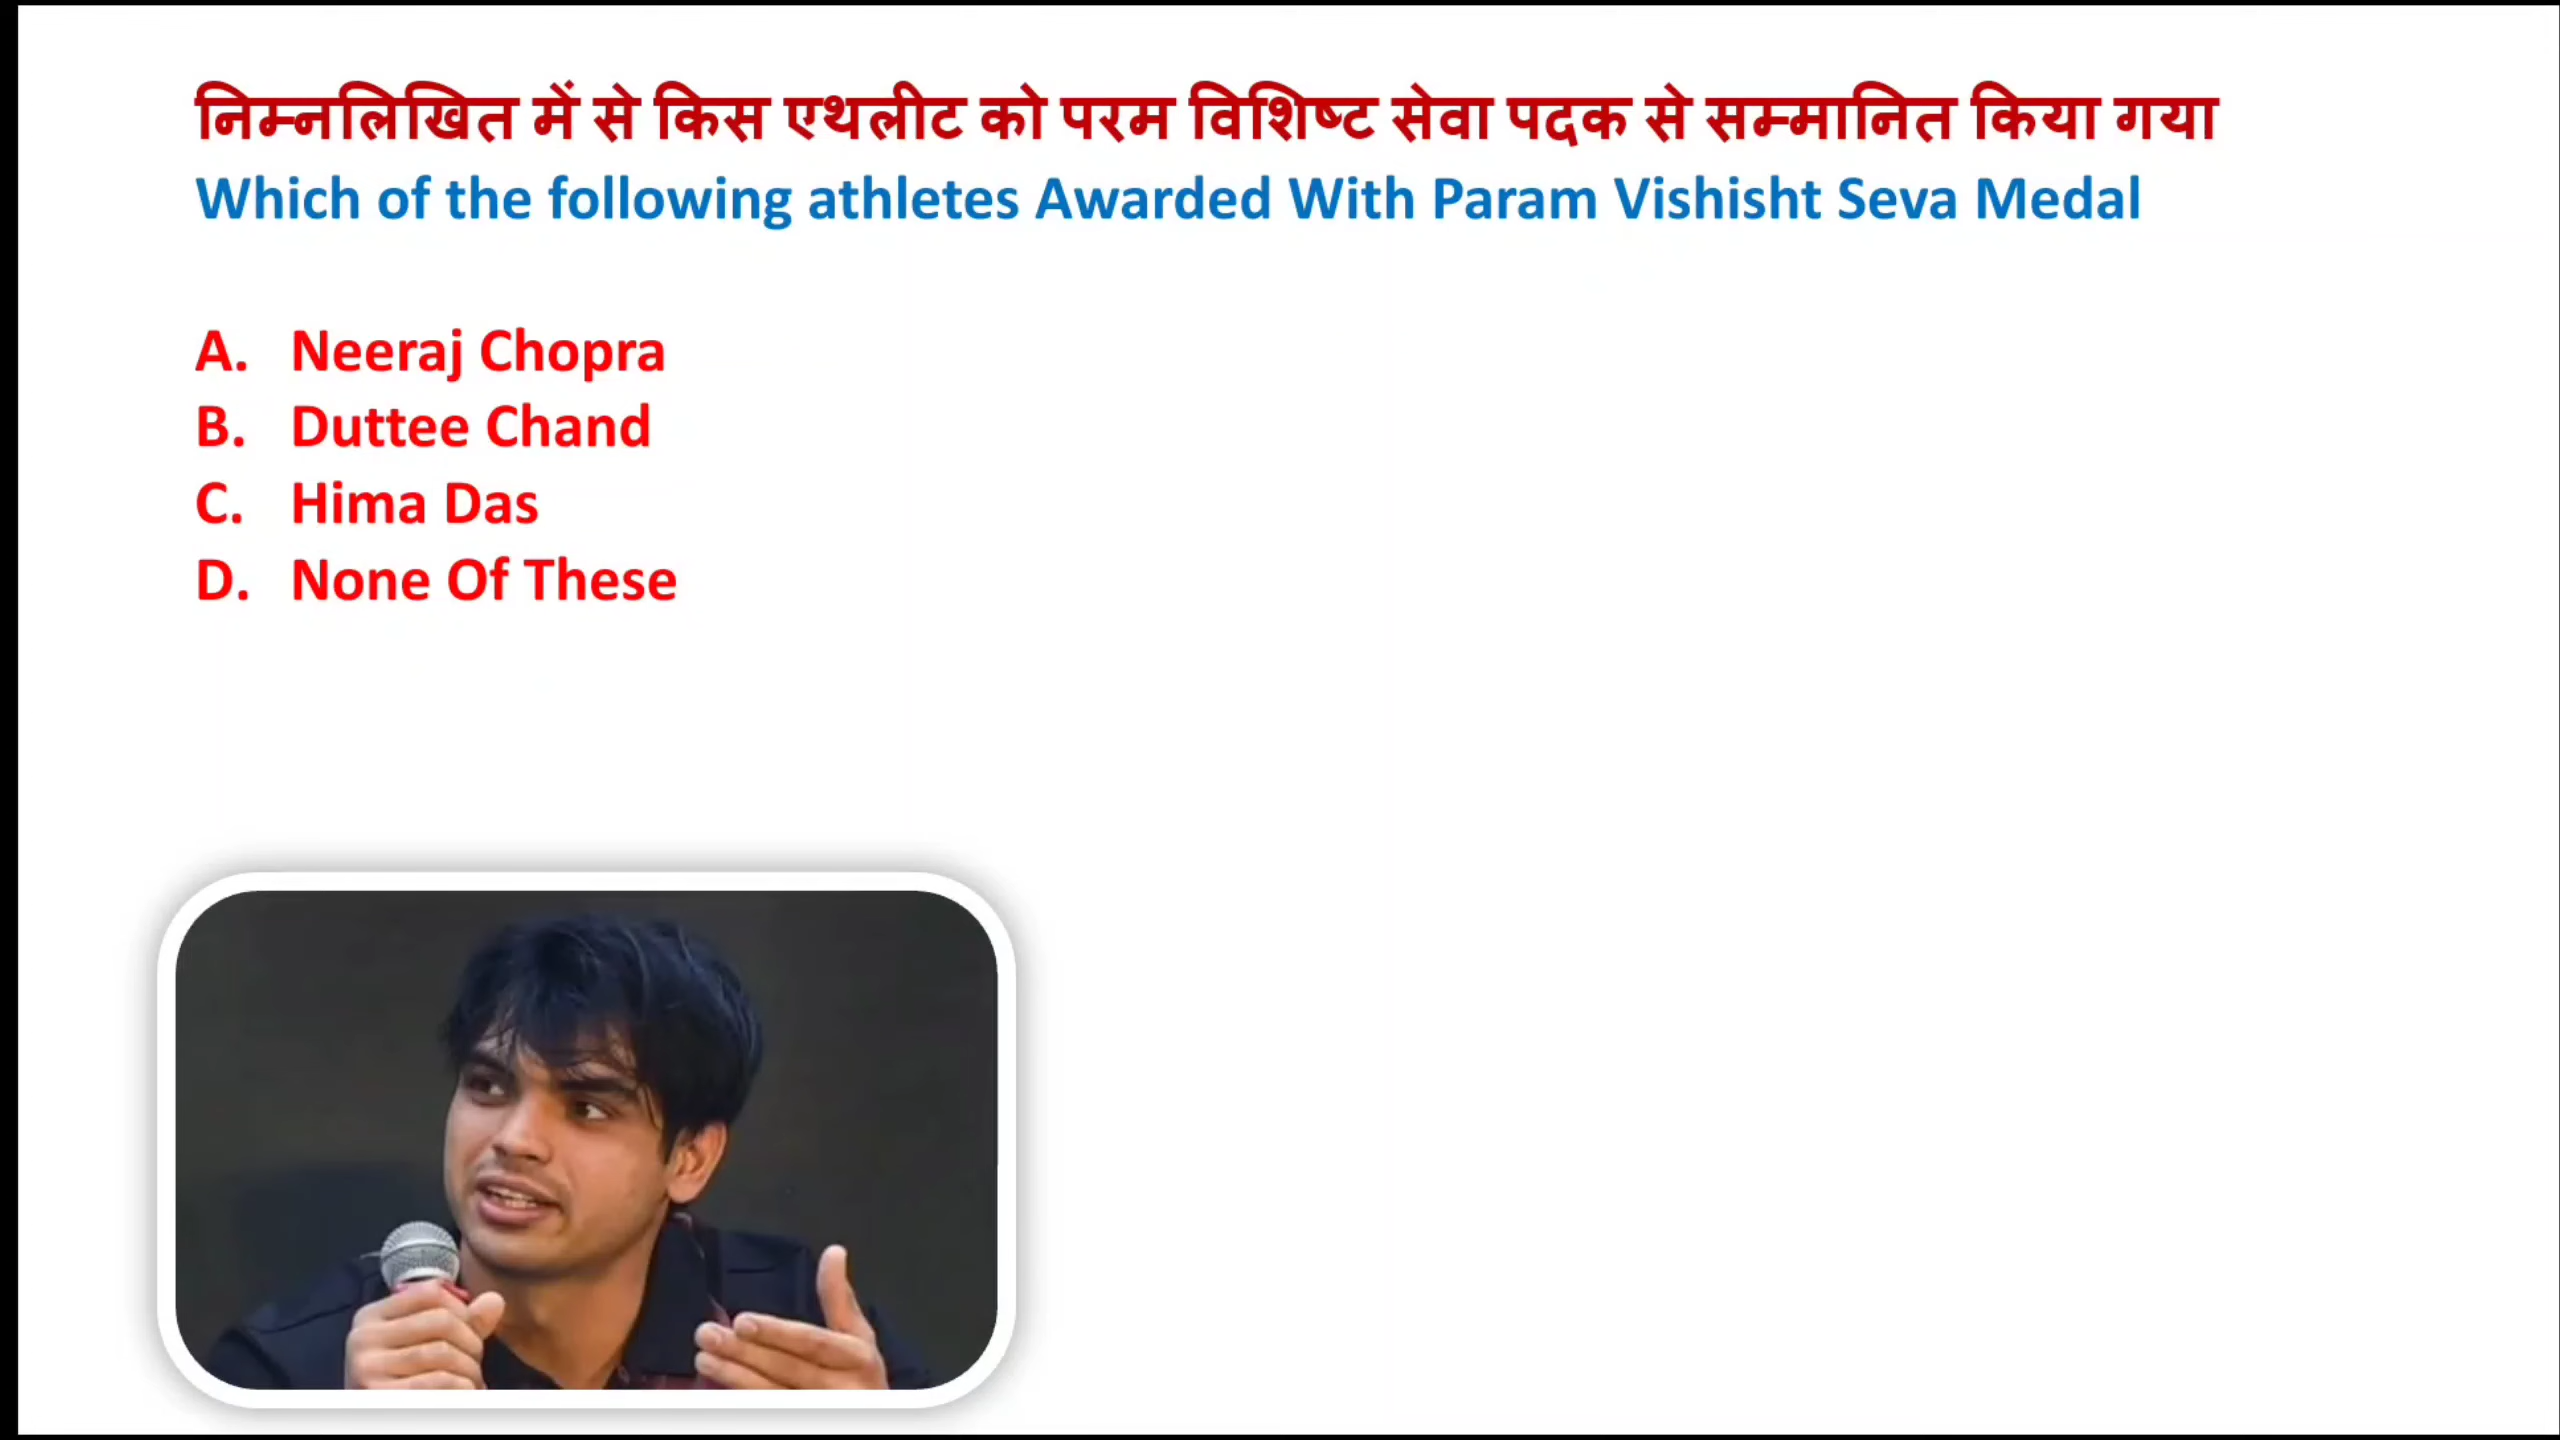 निम्नलिखित में से किस एथलीट को परम विशिष्ट सेवा पदक से सम्मानित किया गया
Which of the following athletes Awarded With Param Vishisht Seva Medal
A. Neeraj Chopra
B. Duttee Chand
C. Hima Das
D. None Of These